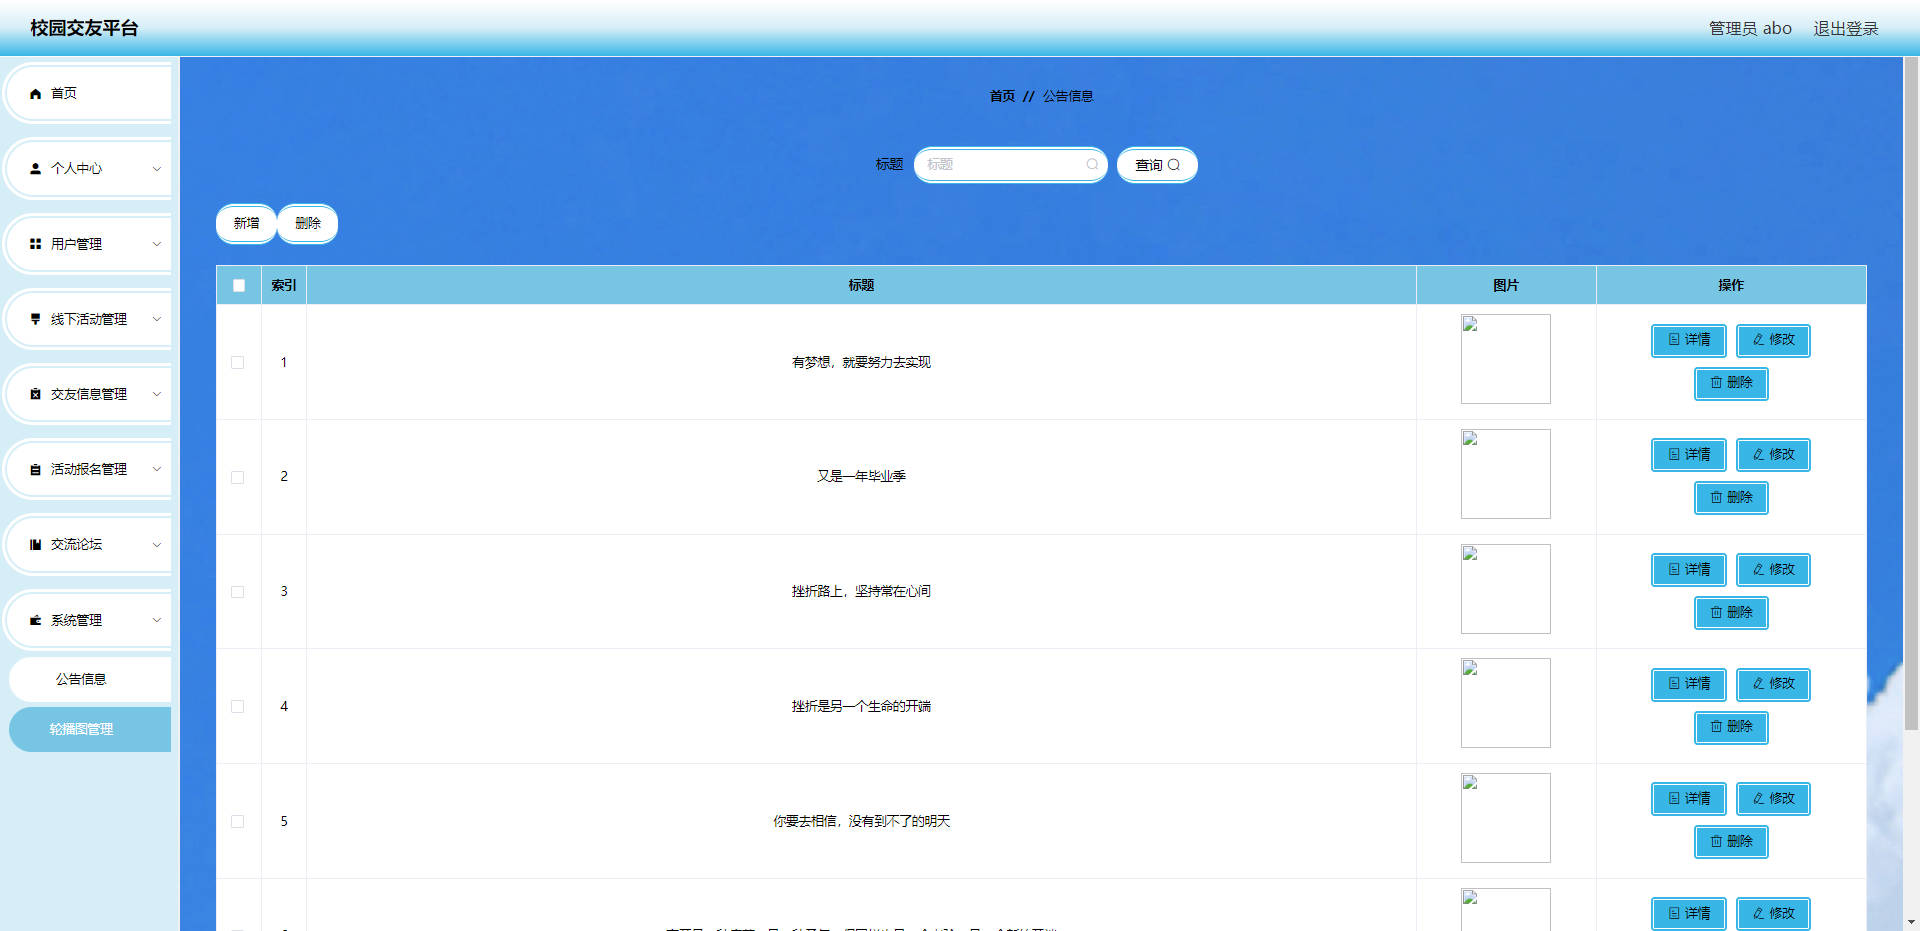 校园交友平台
管理员 abo 退出登录
首页
个人中心
用户管理
线下活动管理
交友信息管理
活动报名管理
交流论坛
系统管理
公告信息
轮播图管理
首页 // 公告信息
标题 标题 查询
新增 删除
索引 标题 图片 操作
1 有梦想，就要努力去实现 详情 修改
删除
2 又是一年毕业季 详情 修改
删除
3 挫折路上，坚持常在心间 详情 修改
删除
4 挫折是另一个生命的开端 详情 修改
删除
5 你要去相信，没有到不了的明天 详情 修改
删除
详情 修改